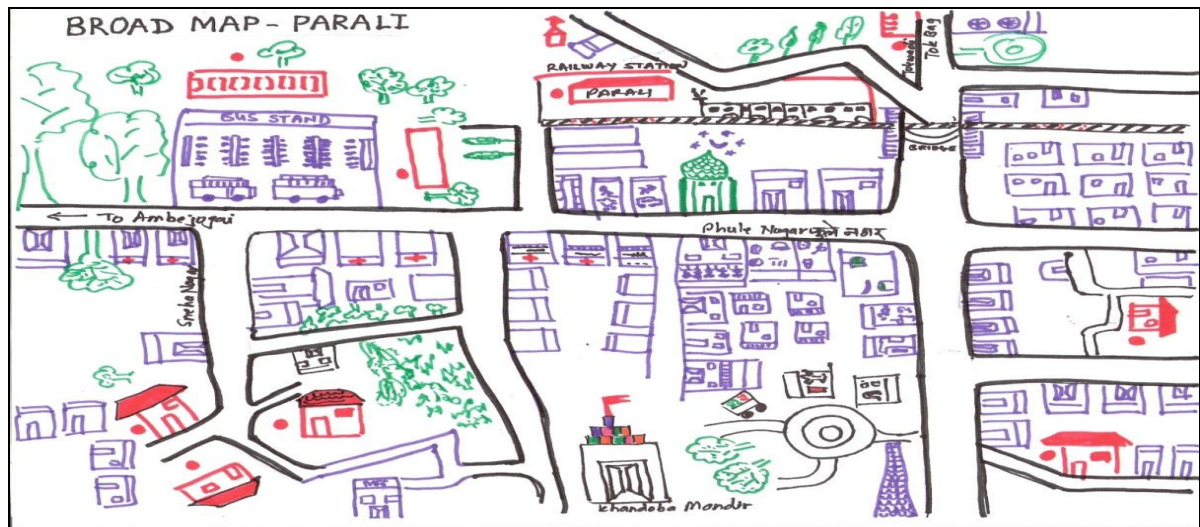 BROAD MAP - PARALI
RAILWAY STATION
PARALI
BUS STAND
BRIDGE
Tok Bag
← To Ambejogai
Phule Nagar फुले नगर
Sneha Nagar
Khandoba Mandir